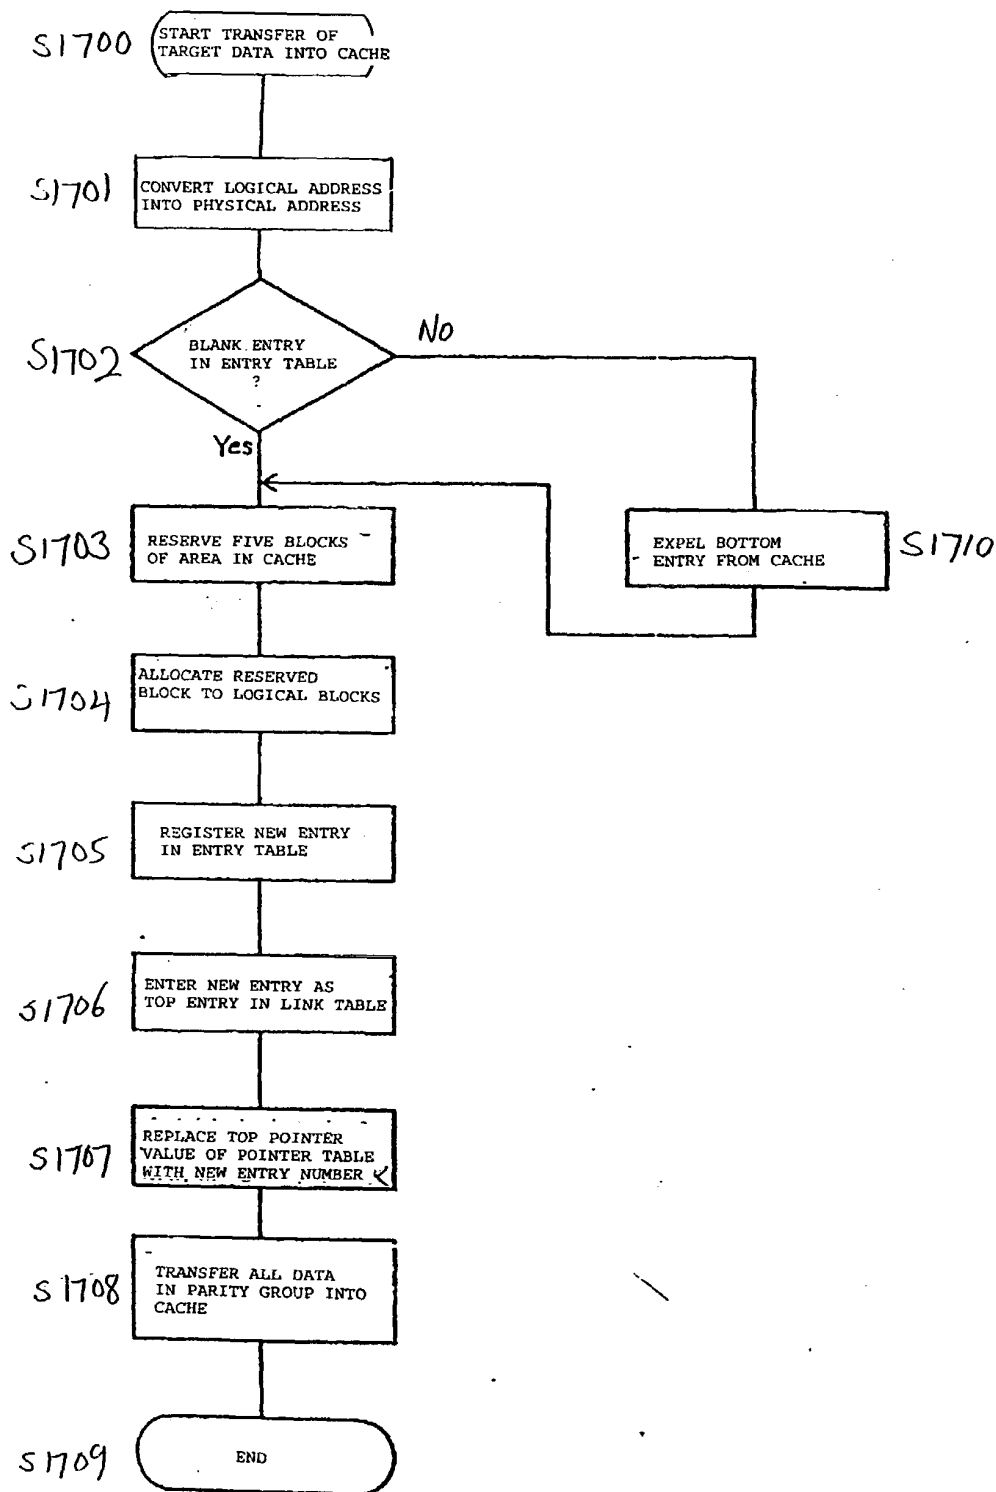 S1700
START TRANSFER OF
TARGET DATA INTO CACHE
S1701
CONVERT LOGICAL ADDRESS
INTO PHYSICAL ADDRESS
S1702
BLANK ENTRY
IN ENTRY TABLE
?
No
Yes
S1703
RESERVE FIVE BLOCKS
OF AREA IN CACHE
EXPEL BOTTOM
ENTRY FROM CACHE
S1710
S1704
ALLOCATE RESERVED
BLOCK TO LOGICAL BLOCKS
S1705
REGISTER NEW ENTRY
IN ENTRY TABLE
S1706
ENTER NEW ENTRY AS
TOP ENTRY IN LINK TABLE
S1707
REPLACE TOP POINTER
VALUE OF POINTER TABLE
WITH NEW ENTRY NUMBER
S1708
TRANSFER ALL DATA
IN PARITY GROUP INTO
CACHE
S1709
END